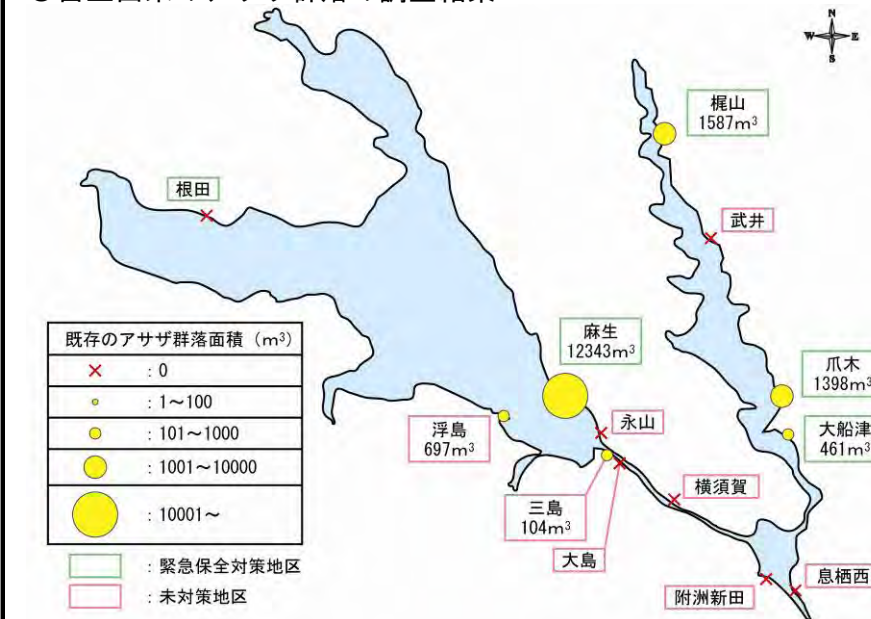 N
W E
S
梶山
1587m³
武井
根田
麻生
12343m³
爪木
1398m³
大船津
461m³
永山
浮島
697m³
三島
104m³
横須賀
大島
附洲新田
息栖西
既存のアサザ群落面積（m³）
× ：0
：1～100
：101～1000
：1001～10000
：10001～
：緊急保全対策地区
：未対策地区